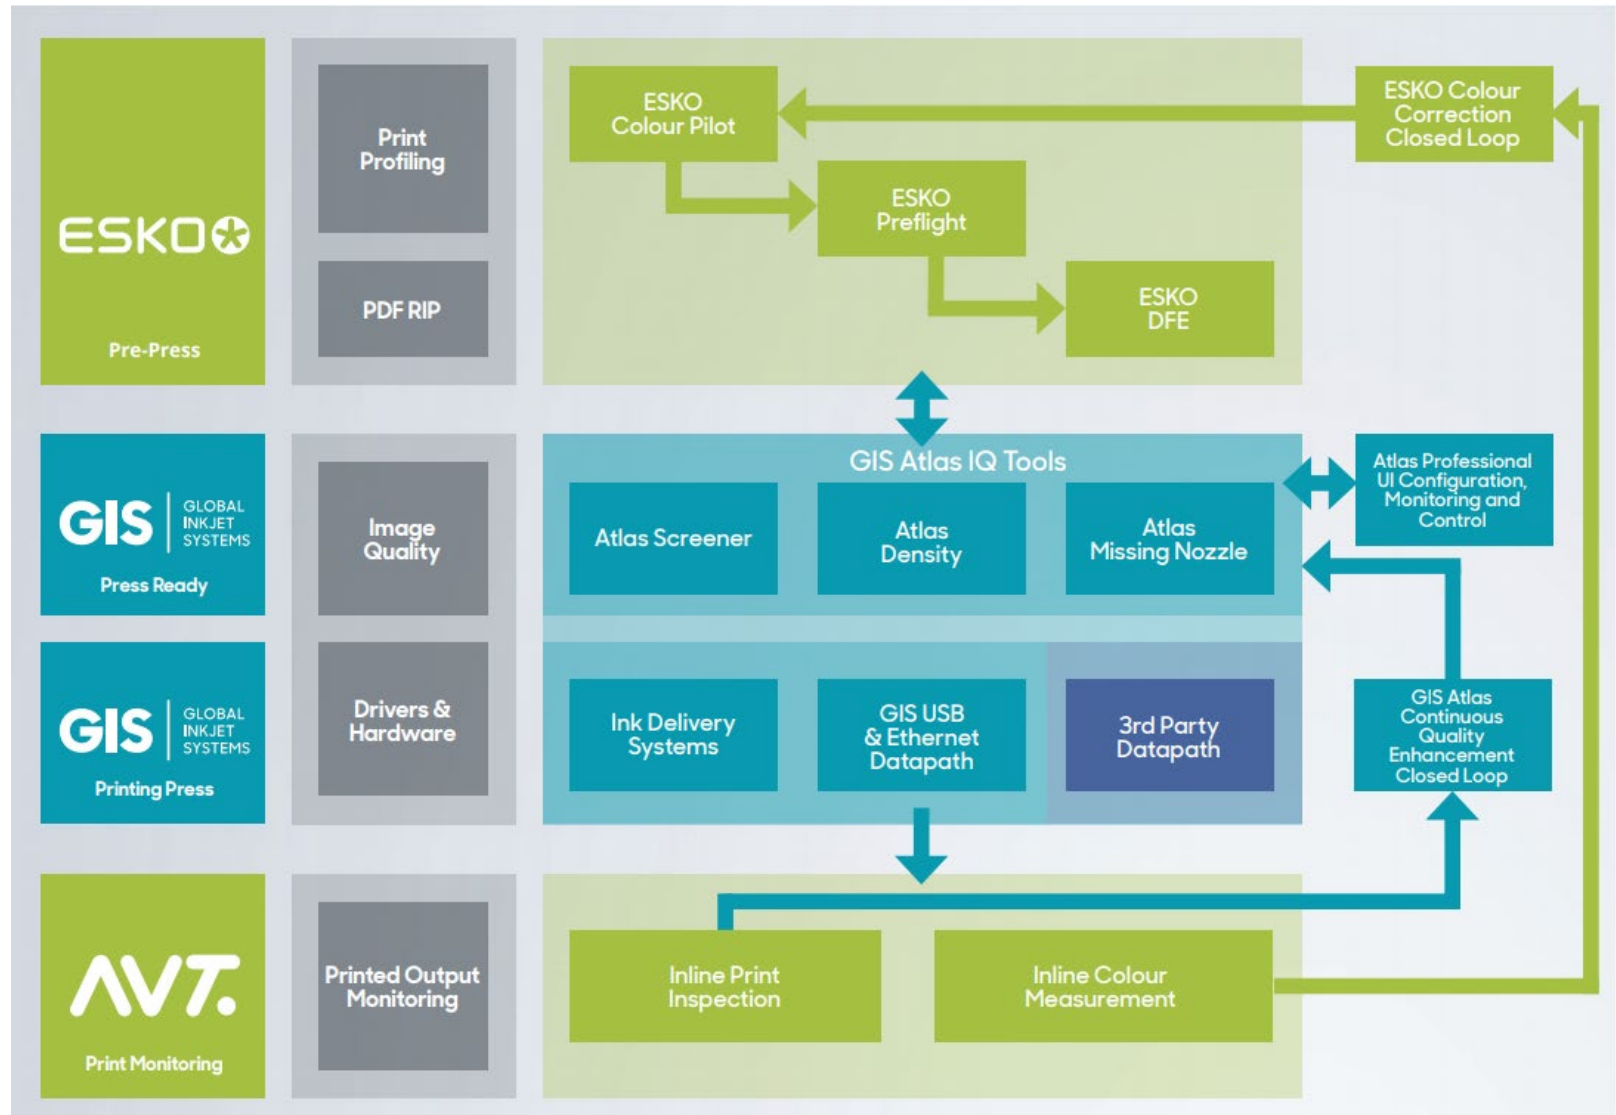 ESKO
Pre-Press
Print
Profiling
PDF RIP
ESKO
Colour Pilot
ESKO
Preflight
ESKO
DFE
ESKO Colour
Correction
Closed Loop
GIS
GLOBAL
INKJET
SYSTEMS
Press Ready
Image
Quality
GIS Atlas IQ Tools
Atlas Screener
Atlas
Density
Atlas
Missing Nozzle
Atlas Professional
UI Configuration,
Monitoring and
Control
GIS
GLOBAL
INKJET
SYSTEMS
Printing Press
Drivers &
Hardware
Ink Delivery
Systems
GIS USB
& Ethernet
Datapath
3rd Party
Datapath
GIS Atlas
Continuous
Quality
Enhancement
Closed Loop
AVT.
Print Monitoring
Printed Output
Monitoring
Inline Print
Inspection
Inline Colour
Measurement